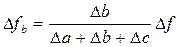 Δf_b = Δb / (Δa + Δb + Δc) Δf